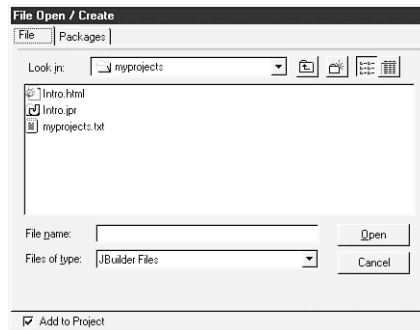 File Open / Create
File Packages
Look in: myprojects
Intro.html
Intro.jpr
myprojects.txt
File name: Open
Files of type: JBuilder Files Cancel
Add to Project